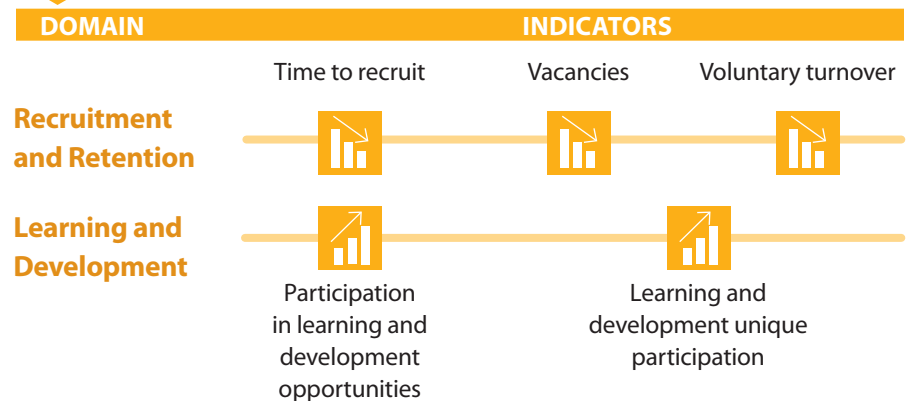 DOMAIN INDICATORS
Time to recruit Vacancies Voluntary turnover
Recruitment
and Retention
Learning and
Development
Participation
in learning and
development
opportunities
Learning and
development unique
participation